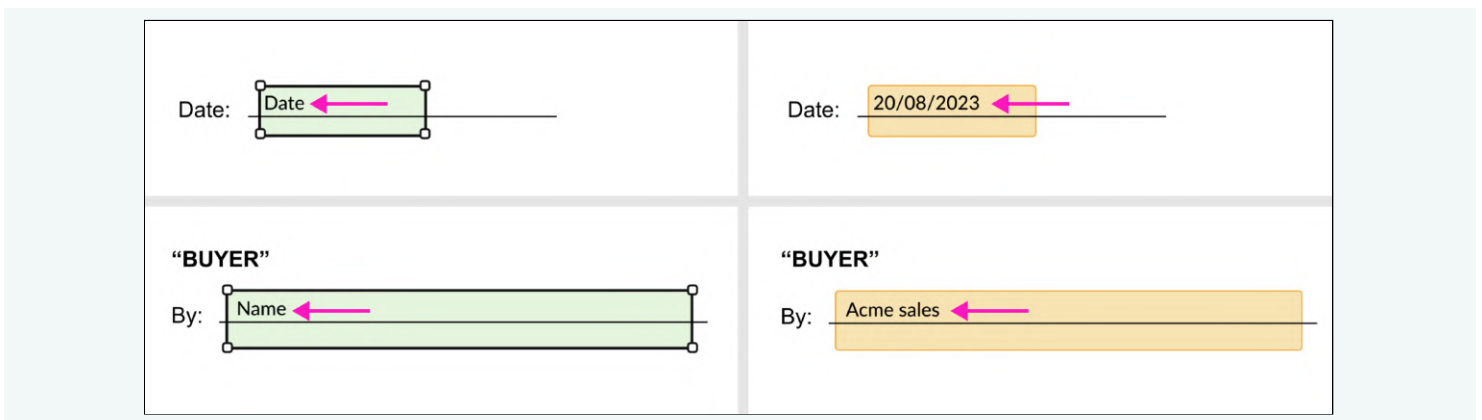 Date: Date
Date: 20/08/2023
“BUYER”
By: Name
“BUYER”
By: Acme sales